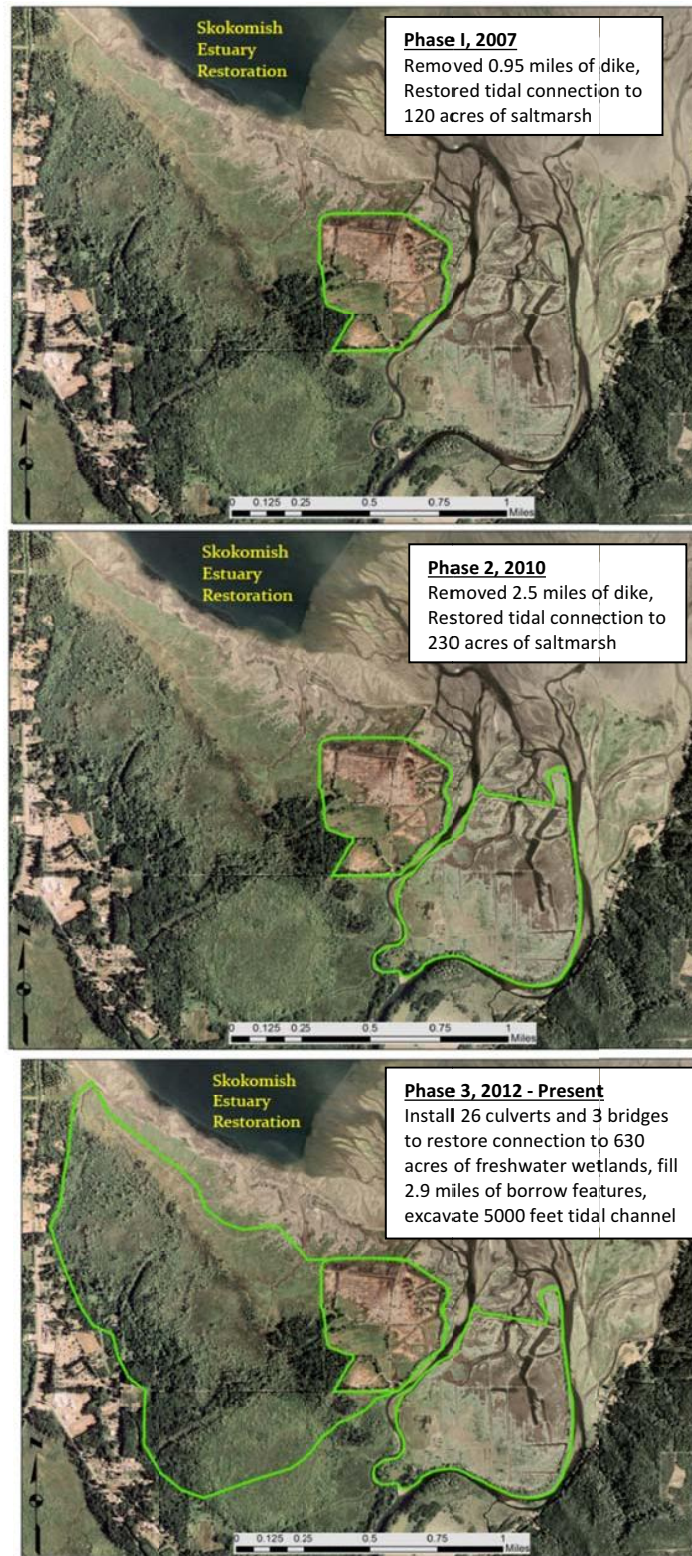 Skokomish
Estuary
Restoration
Phase I, 2007
Removed 0.95 miles of dike,
Restored tidal connection to
120 acres of saltmarsh
N
0 0.125 0.25 0.5 0.75 1
Miles
Skokomish
Estuary
Restoration
Phase 2, 2010
Removed 2.5 miles of dike,
Restored tidal connection to
230 acres of saltmarsh
N
0 0.125 0.25 0.5 0.75 1
Miles
Skokomish
Estuary
Restoration
Phase 3, 2012 - Present
Install 26 culverts and 3 bridges
to restore connection to 630
acres of freshwater wetlands, fill
2.9 miles of borrow features,
excavate 5000 feet tidal channel
N
0 0.125 0.25 0.5 0.75 1
Miles